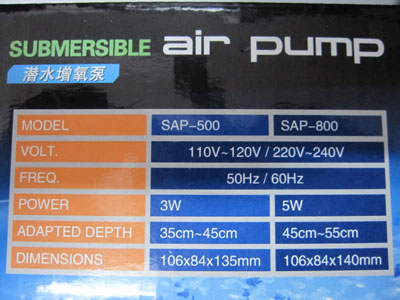 SUBMERSIBLE air pump
潜水增氧泵
MODEL SAP-500 SAP-800
VOLT. 110V~120V / 220V~240V
FREQ. 50Hz / 60Hz
POWER 3W 5W
ADAPTED DEPTH 35cm~45cm 45cm~55cm
DIMENSIONS 106x84x135mm 106x84x140mm